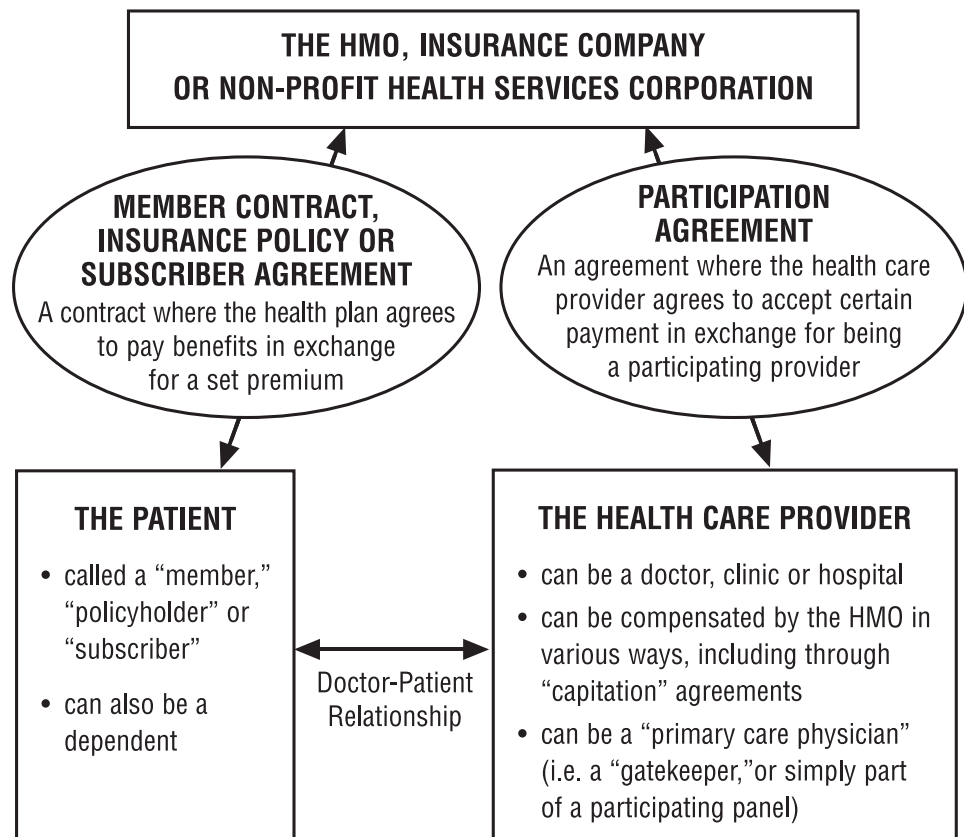 THE HMO, INSURANCE COMPANY
OR NON-PROFIT HEALTH SERVICES CORPORATION
MEMBER CONTRACT,
INSURANCE POLICY OR
SUBSCRIBER AGREEMENT
A contract where the health plan agrees
to pay benefits in exchange
for a set premium
PARTICIPATION
AGREEMENT
An agreement where the health care
provider agrees to accept certain
payment in exchange for being
a participating provider
THE PATIENT
• called a “member,”
“policyholder” or
“subscriber”
• can also be a
dependent
Doctor-Patient
Relationship
THE HEALTH CARE PROVIDER
• can be a doctor, clinic or hospital
• can be compensated by the HMO in
various ways, including through
“capitation” agreements
• can be a “primary care physician”
(i.e. a “gatekeeper,”or simply part
of a participating panel)